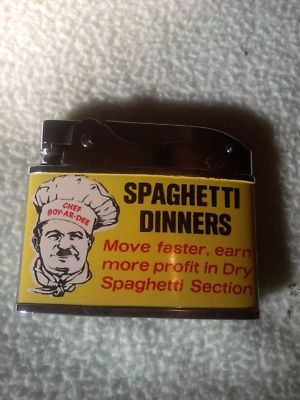 CHEF
BOY-AR-DEE
SPAGHETTI
DINNERS
Move faster, earn
more profit in Dry
Spaghetti Section